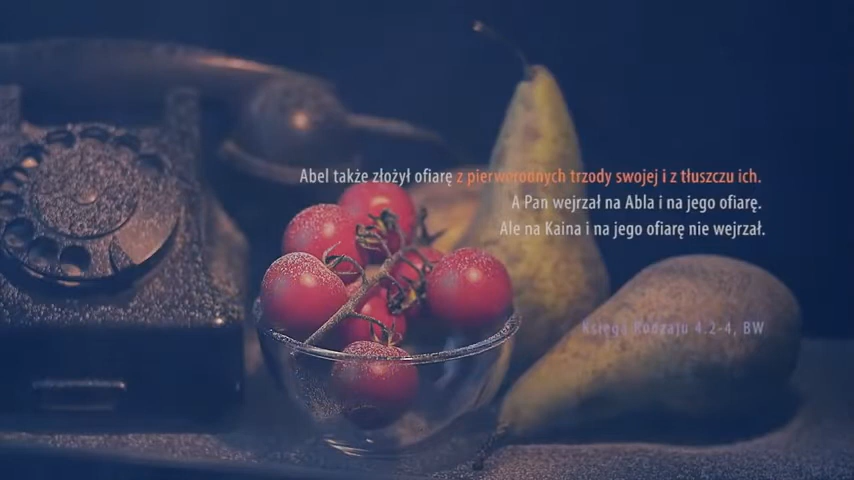 Abel także złożył ofiarę z pierworodnych trzody swojej i z tłuszczu ich.
A Pan wejrzał na Abla i na jego ofiarę.
Ale na Kaina i na jego ofiarę nie wejrzał.
Księga Rodzaju 4.2-4, BW